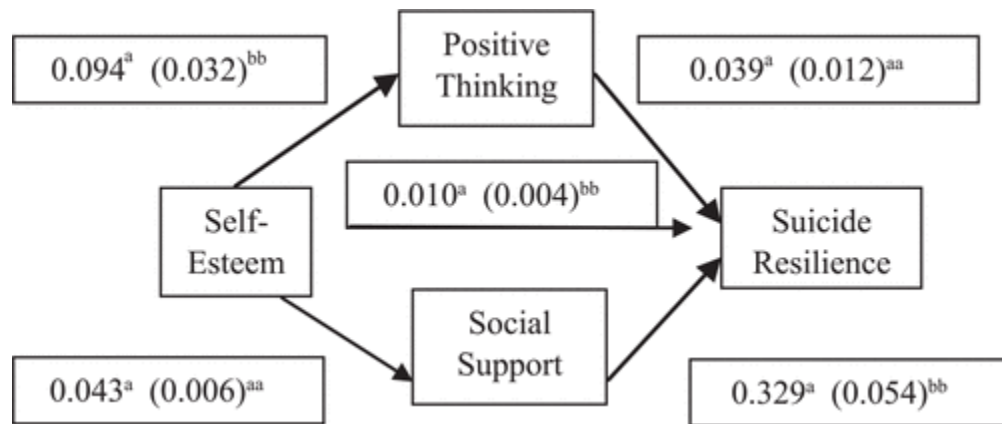 0.094ᵃ (0.032)ᵇᵇ
Positive
Thinking
0.039ᵃ (0.012)ᵃᵃ
0.010ᵃ (0.004)ᵇᵇ
Self-
Esteem
Suicide
Resilience
Social
Support
0.043ᵃ (0.006)ᵃᵃ
0.329ᵃ (0.054)ᵇᵇ